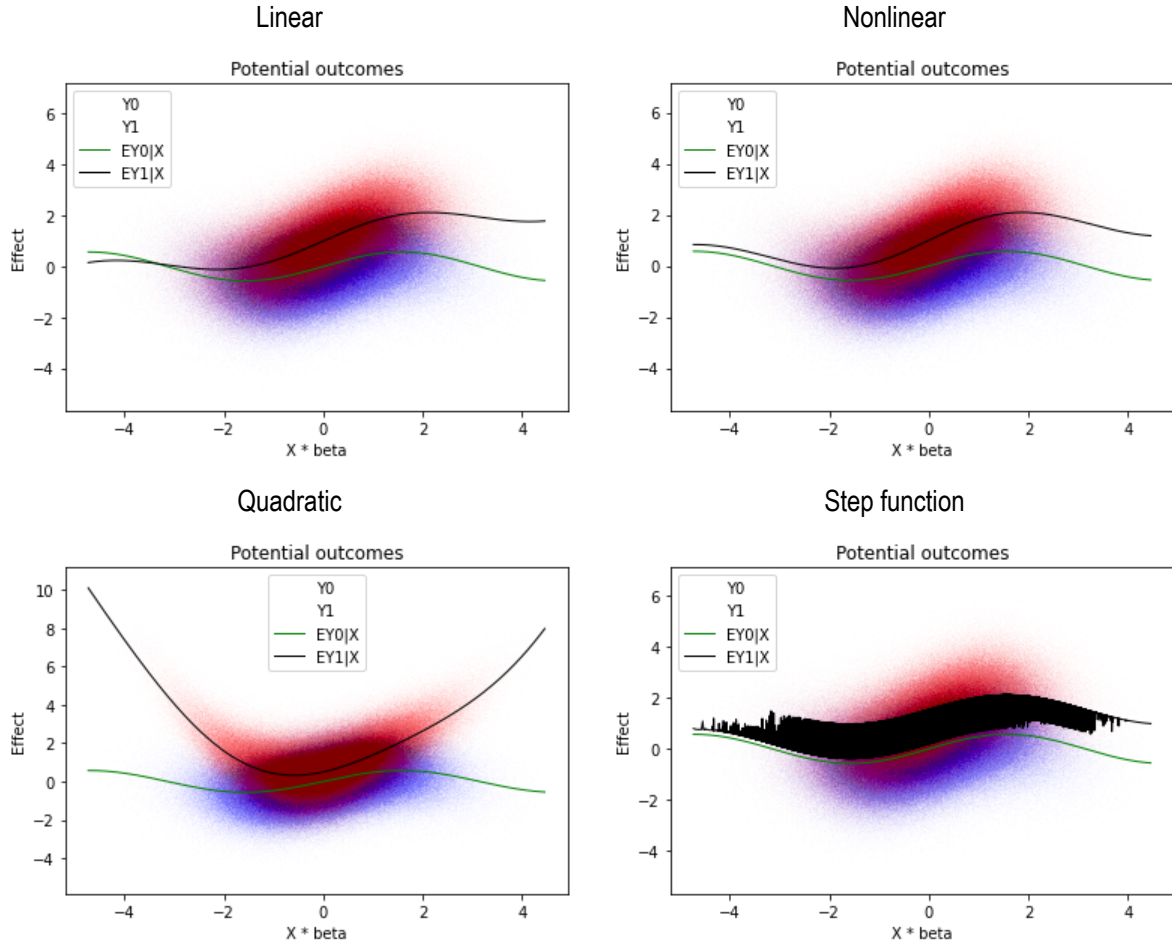 Linear
Potential outcomes
Y0
Y1
EY0|X
EY1|X
6
4
2
0
−2
−4
Effect
−4
−2
0
2
4
X * beta
Nonlinear
Potential outcomes
Y0
Y1
EY0|X
EY1|X
6
4
2
0
−2
−4
Effect
−4
−2
0
2
4
X * beta
Quadratic
Potential outcomes
Y0
Y1
EY0|X
EY1|X
10
8
6
4
2
0
−2
−4
Effect
−4
−2
0
2
4
X * beta
Step function
Potential outcomes
Y0
Y1
EY0|X
EY1|X
6
4
2
0
−2
−4
Effect
−4
−2
0
2
4
X * beta